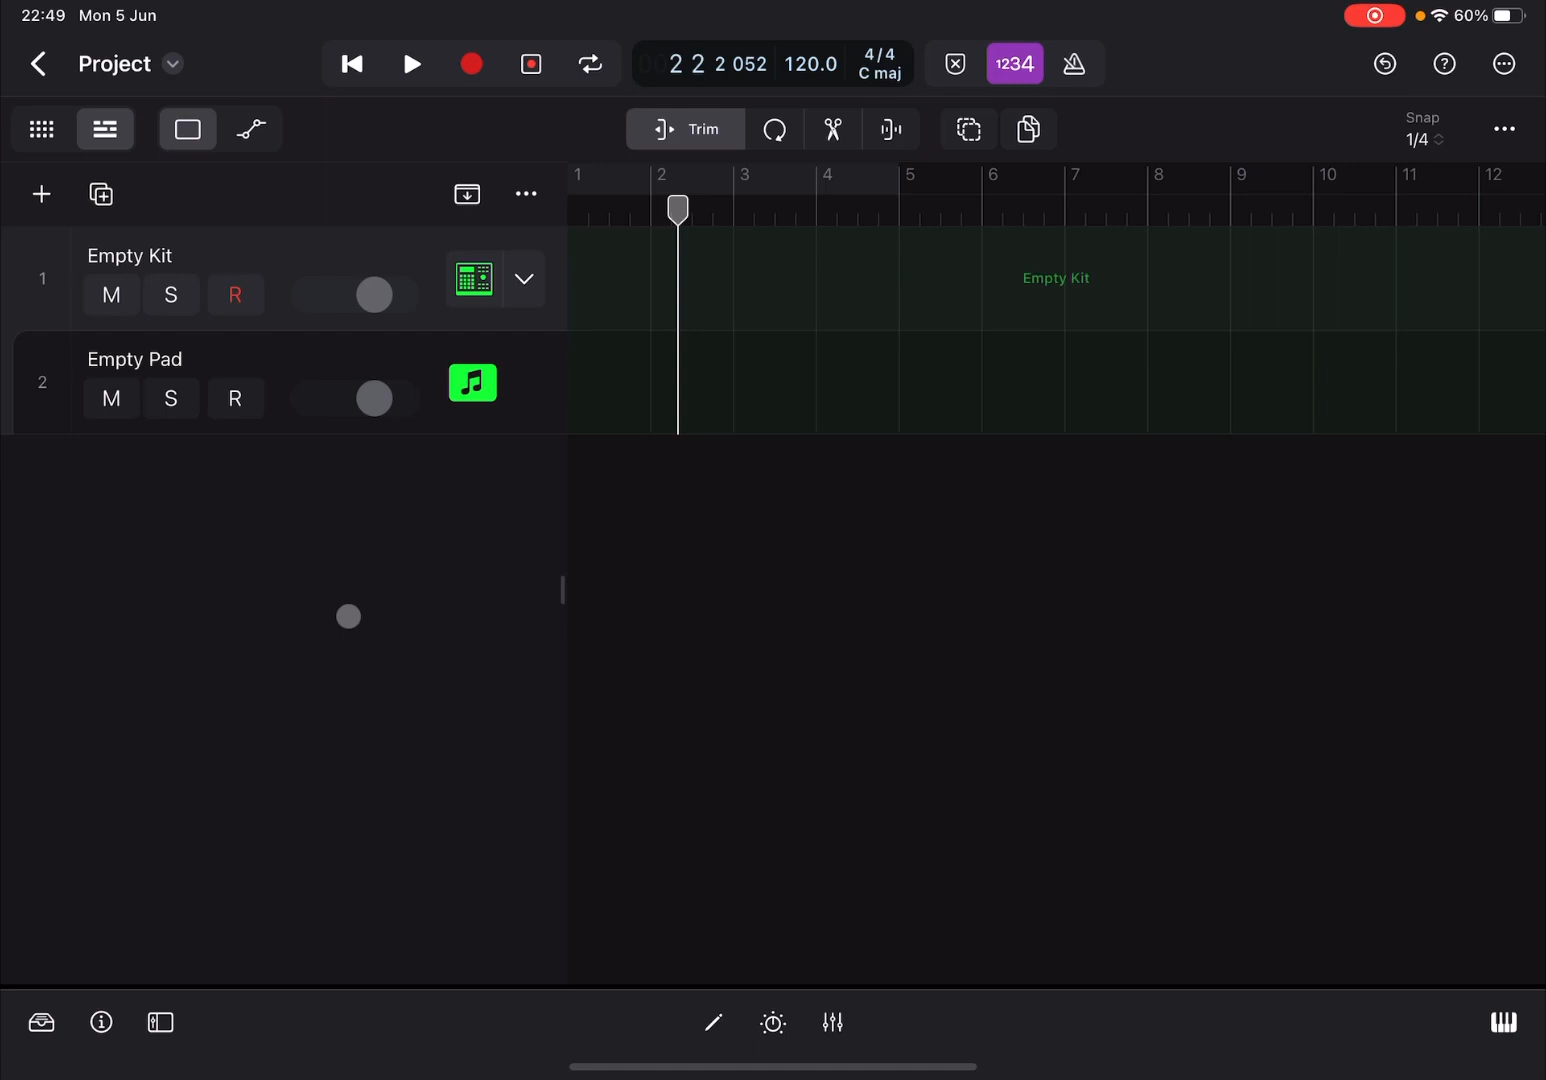 22:49 Mon 5 Jun
60%
Project
2 2 2 052 120.0 4/4 C maj
1234
Trim
Snap
1/4
1 2 3 4 5 6 7 8 9 10 11 12
1 Empty Kit
M S R
Empty Kit
2 Empty Pad
M S R